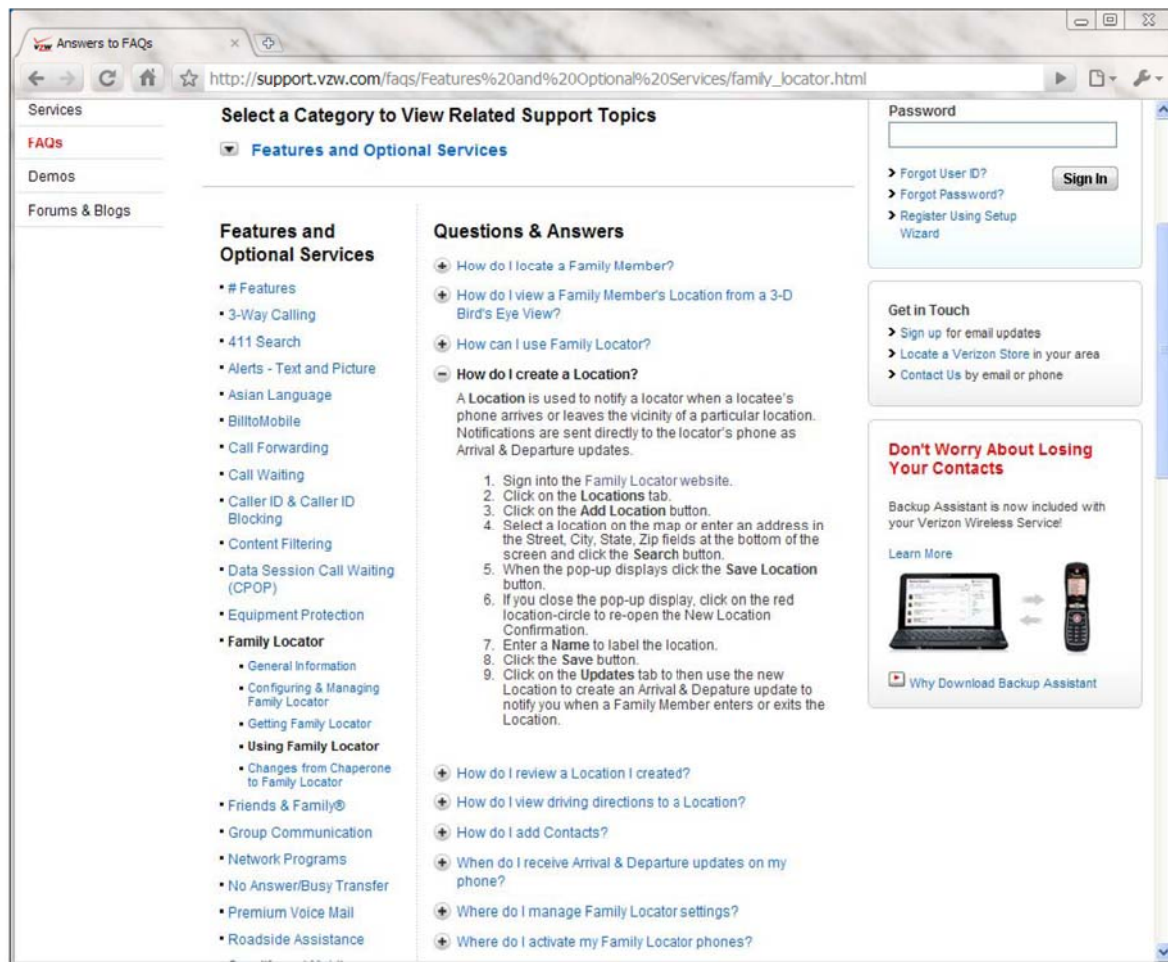 vzw Answers to FAQs
http://support.vzw.com/faqs/Features%20and%20Optional%20Services/family_locator.html
Services
FAQs
Demos
Forums & Blogs
Select a Category to View Related Support Topics
Features and Optional Services
Features and
Optional Services
# Features
3-Way Calling
411 Search
Alerts - Text and Picture
Asian Language
BilltoMobile
Call Forwarding
Call Waiting
Caller ID & Caller ID
Blocking
Content Filtering
Data Session Call Waiting
(CPOP)
Equipment Protection
Family Locator
General Information
Configuring & Managing
Family Locator
Getting Family Locator
Using Family Locator
Changes from Chaperone
to Family Locator
Friends & Family®
Group Communication
Network Programs
No Answer/Busy Transfer
Premium Voice Mail
Roadside Assistance
Questions & Answers
How do I locate a Family Member?
How do I view a Family Member's Location from a 3-D
Bird's Eye View?
How can I use Family Locator?
How do I create a Location?
A Location is used to notify a locator when a locatee's
phone arrives or leaves the vicinity of a particular location.
Notifications are sent directly to the locator's phone as
Arrival & Departure updates.
1. Sign into the Family Locator website.
2. Click on the Locations tab.
3. Click on the Add Location button.
4. Select a location on the map or enter an address in
the Street, City, State, Zip fields at the bottom of the
screen and click the Search button.
5. When the pop-up displays click the Save Location
button.
6. If you close the pop-up display, click on the red
location-circle to re-open the New Location
Confirmation.
7. Enter a Name to label the location.
8. Click the Save button.
9. Click on the Updates tab to then use the new
Location to create an Arrival & Depature update to
notify you when a Family Member enters or exits the
Location.
How do I review a Location I created?
How do I view driving directions to a Location?
How do I add Contacts?
When do I receive Arrival & Departure updates on my
phone?
Where do I manage Family Locator settings?
Where do I activate my Family Locator phones?
Password
Forgot User ID?
Forgot Password?
Register Using Setup
Wizard
Sign In
Get in Touch
Sign up for email updates
Locate a Verizon Store in your area
Contact Us by email or phone
Don't Worry About Losing
Your Contacts
Backup Assistant is now included with
your Verizon Wireless Service!
Learn More
Why Download Backup Assistant